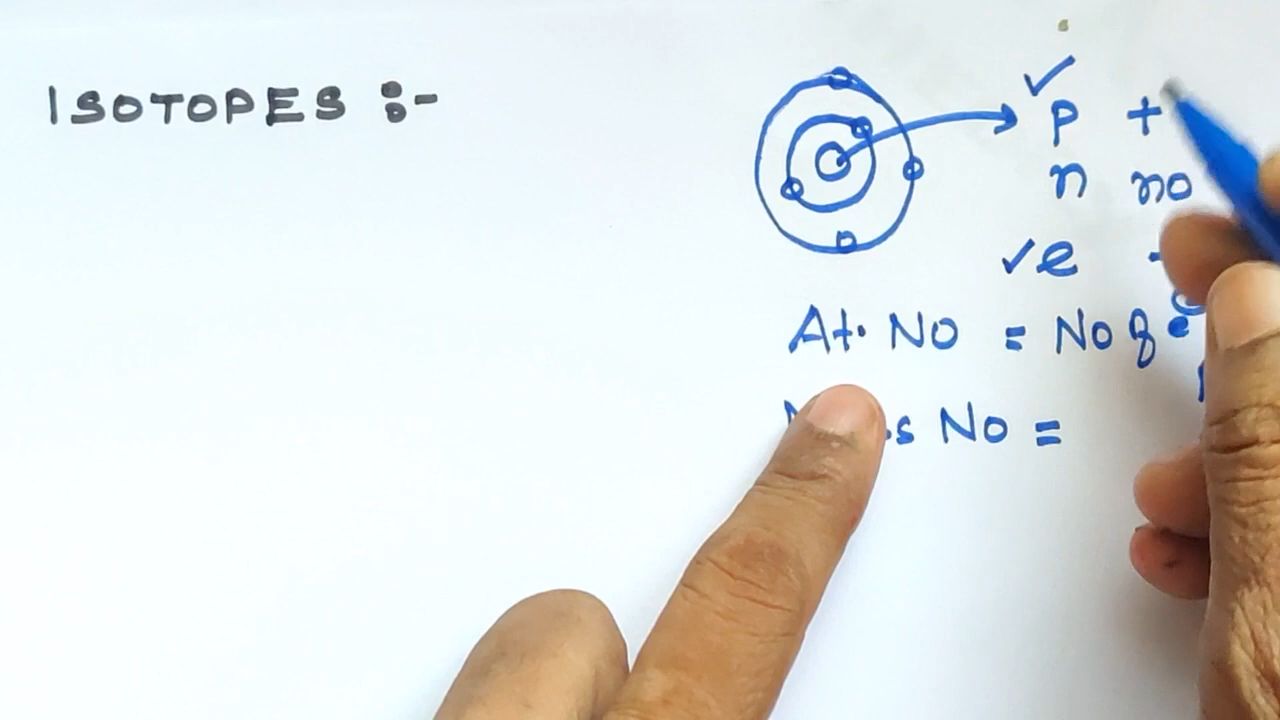 ISOTOPES :-
p +
n no
e -
At. No = No of e
No =